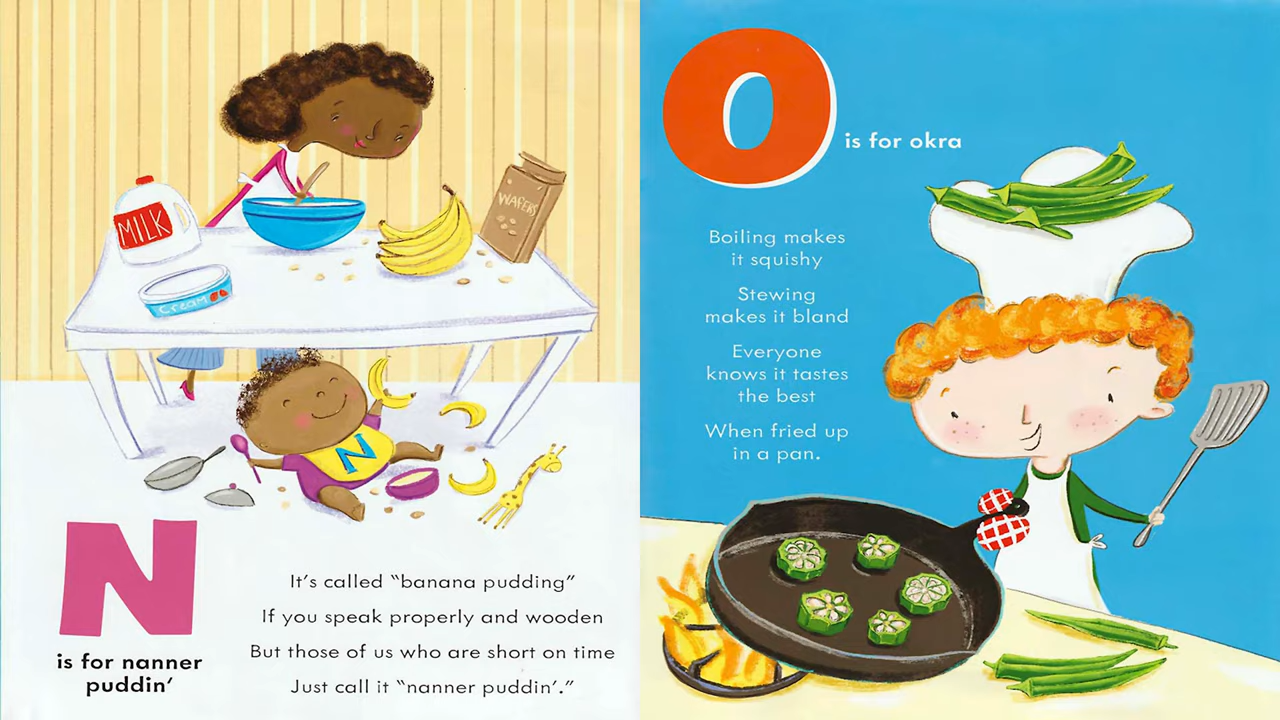 MILK
cream
WAFERS
N
N
is for nanner
puddin’
It’s called “banana pudding”
If you speak properly and wooden
But those of us who are short on time
Just call it “nanner puddin’.”
O
is for okra
Boiling makes
it squishy
Stewing
makes it bland
Everyone
knows it tastes
the best
When fried up
in a pan.